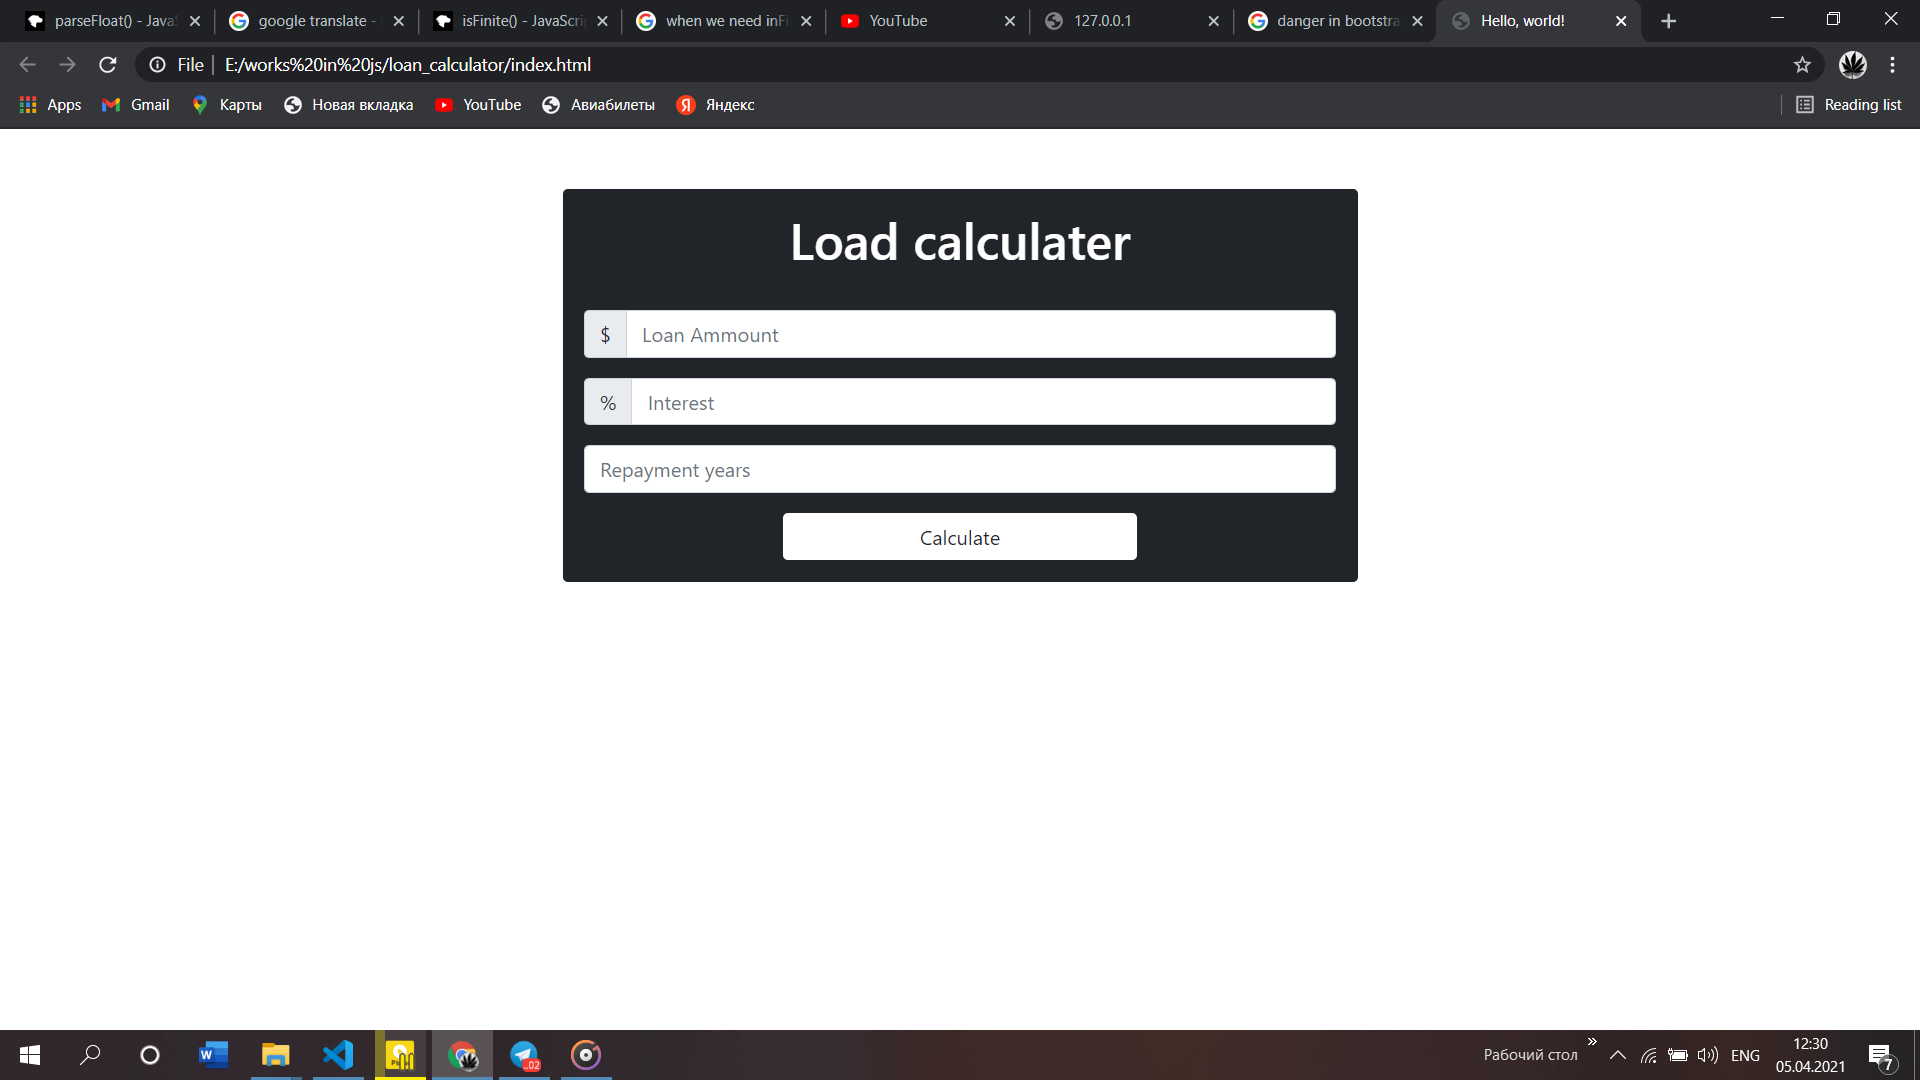 parseFloat() - Java
google translate -
isFinite() - JavaScri
when we need inFi
YouTube
127.0.0.1
danger in bootstra
Hello, world!
File
E:/works%20in%20js/loan_calculator/index.html
Apps
Gmail
Карты
Новая вкладка
YouTube
Авиабилеты
Яндекс
Reading list
Load calculater
$
Loan Ammount
%
Interest
Repayment years
Calculate
Рабочий стол
»
ENG
12:30
05.04.2021
7
..02